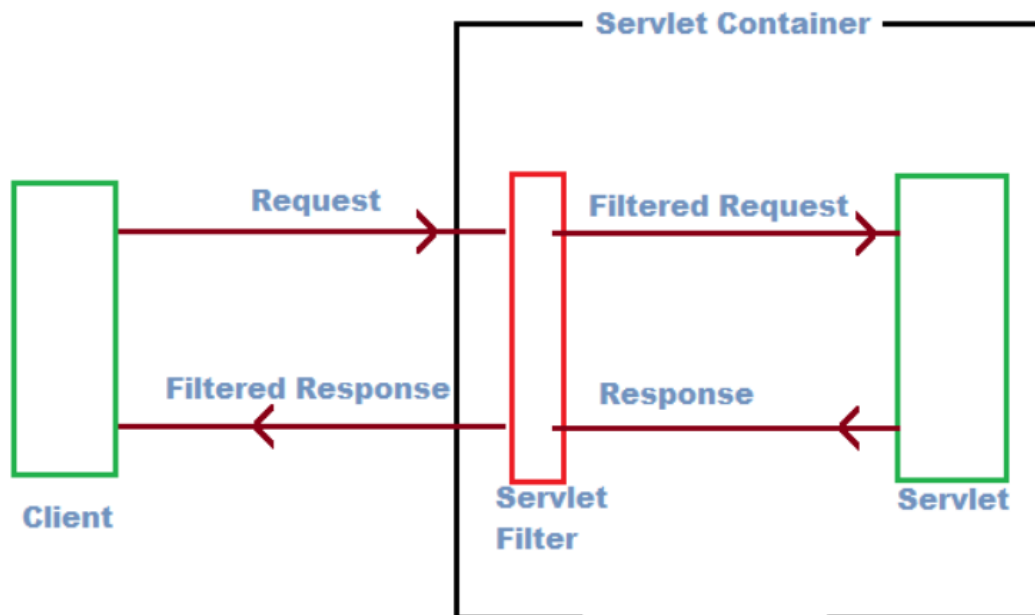 Servlet Container
Request
Filtered Request
Filtered Response
Response
Client
Servlet
Filter
Servlet